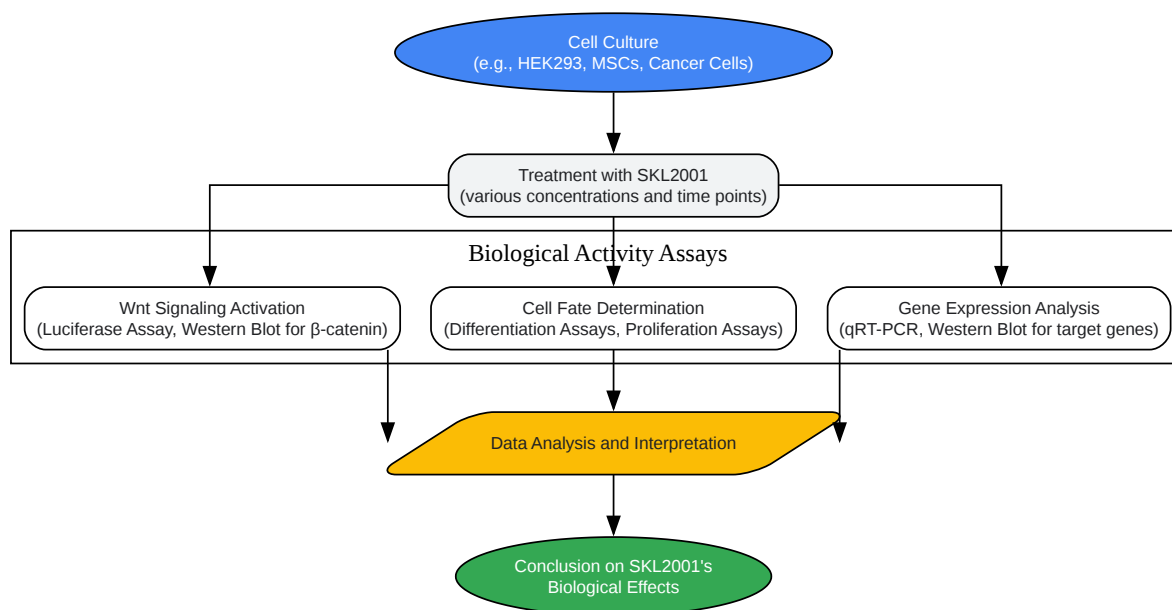 Cell Culture
(e.g., HEK293, MSCs, Cancer Cells)
Treatment with SKL2001
(various concentrations and time points)
Biological Activity Assays
Wnt Signaling Activation
(Luciferase Assay, Western Blot for β-catenin)
Cell Fate Determination
(Differentiation Assays, Proliferation Assays)
Gene Expression Analysis
(qRT-PCR, Western Blot for target genes)
Data Analysis and Interpretation
Conclusion on SKL2001's
Biological Effects